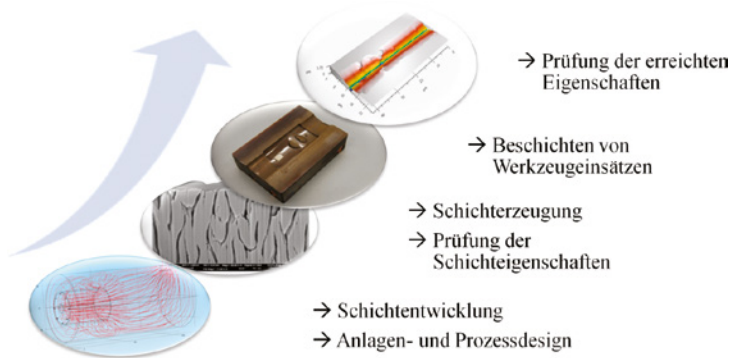 → Prüfung der erreichten
Eigenschaften
→ Beschichten von
Werkzeugeinsätzen
→ Schichterzeugung
→ Prüfung der
Schichteigenschaften
→ Schichtentwicklung
→ Anlagen- und Prozessdesign